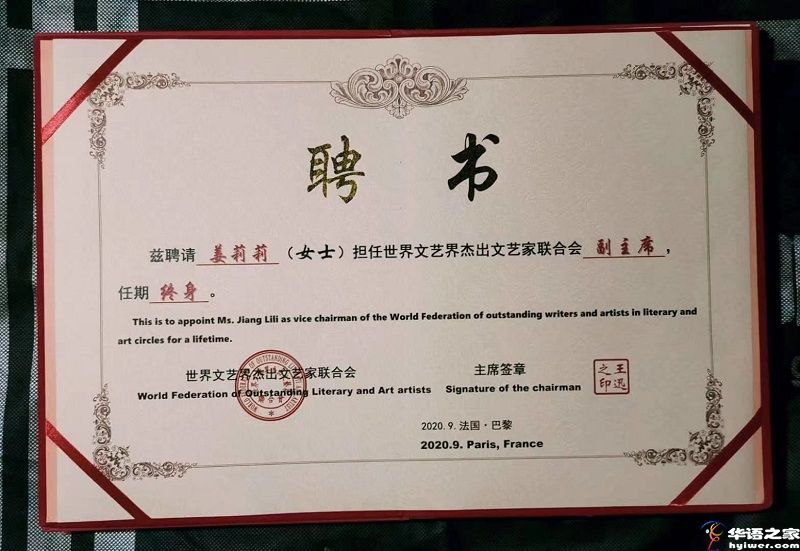 聘书
兹聘请 姜莉莉 （女士）担任世界文艺界杰出文艺家联合会 副主席，
任期 终身。
This is to appoint Ms. Jiang Lili as vice chairman of the World Federation of outstanding writers and artists in literary and
art circles for a lifetime.
世界文艺界杰出文艺家联合会
World Federation of Outstanding Literary and Art artists
主席签章
Signature of the chairman
王迅之印
2020.9. 法国·巴黎
2020.9. Paris, France
华语之家
hyiwer.com